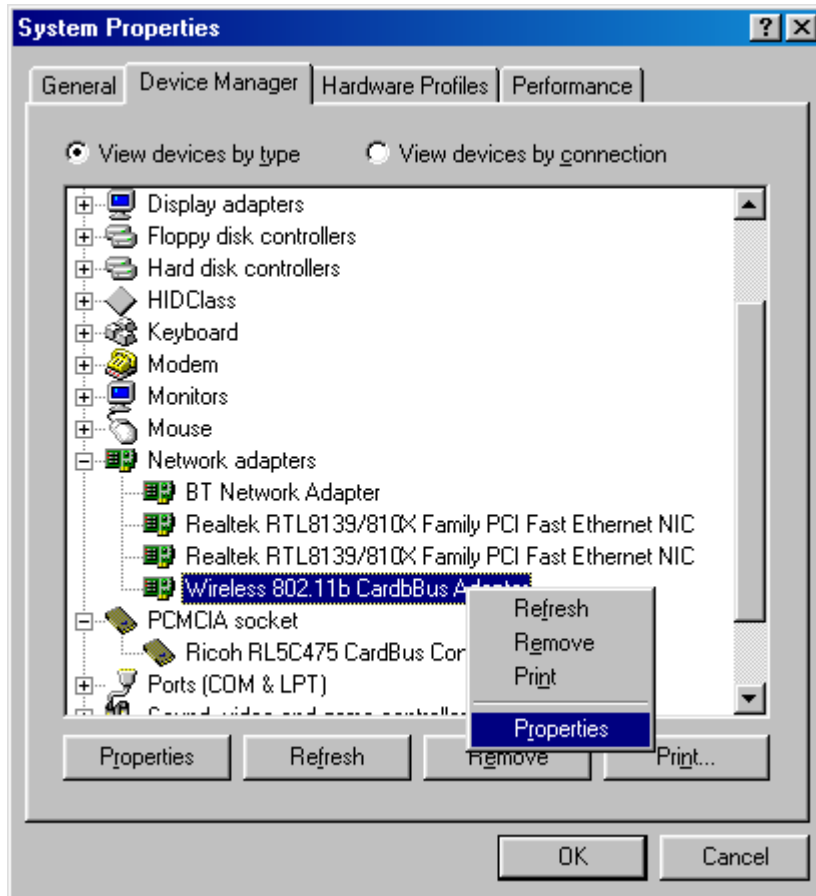 System Properties
General Device Manager Hardware Profiles Performance
View devices by type View devices by connection
Display adapters
Floppy disk controllers
Hard disk controllers
HIDClass
Keyboard
Modem
Monitors
Mouse
Network adapters
BT Network Adapter
Realtek RTL8139/810X Family PCI Fast Ethernet NIC
Realtek RTL8139/810X Family PCI Fast Ethernet NIC
Wireless 802.11b CardbBus
PCMCIA socket
Ricoh RL5C475 CardBus
Ports (COM & LPT)
Refresh
Remove
Print
Properties
Properties Refresh Remove Print...
OK Cancel